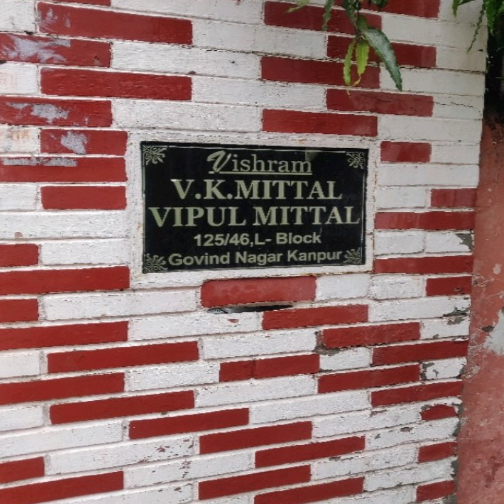 Vishram
V.K.MITTAL
VIPUL MITTAL
125/46,L- Block
Govind Nagar Kanpur